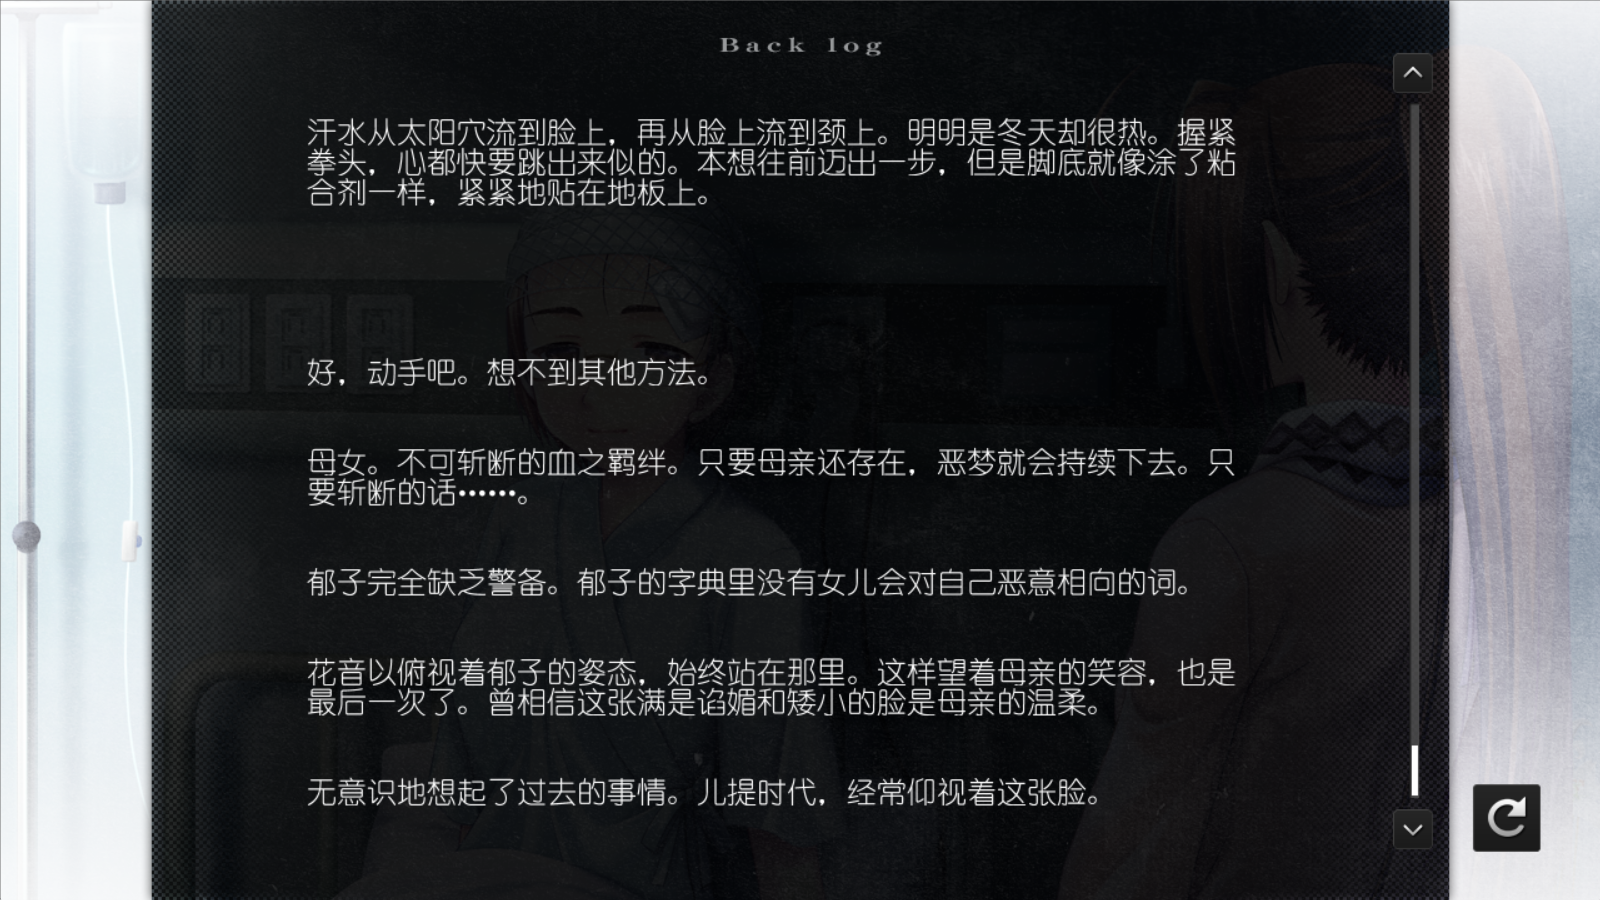 Back log
汗水从太阳穴流到脸上，再从脸上流到颈上。明明是冬天却很热。握紧
拳头，心都快要跳出来似的。本想往前迈出一步，但是脚底就像涂了粘
合剂一样，紧紧地贴在地板上。
好，动手吧。想不到其他方法。
母女。不可斩断的血之羁绊。只要母亲还存在，恶梦就会持续下去。只
要斩断的话……。
郁子完全缺乏警备。郁子的字典里没有女儿会对自己恶意相向的词。
花音以俯视着郁子的姿态，始终站在那里。这样望着母亲的笑容，也是
最后一次了。曾相信这张满是谄媚和矮小的脸是母亲的温柔。
无意识地想起了过去的事情。儿提时代，经常仰视着这张脸。